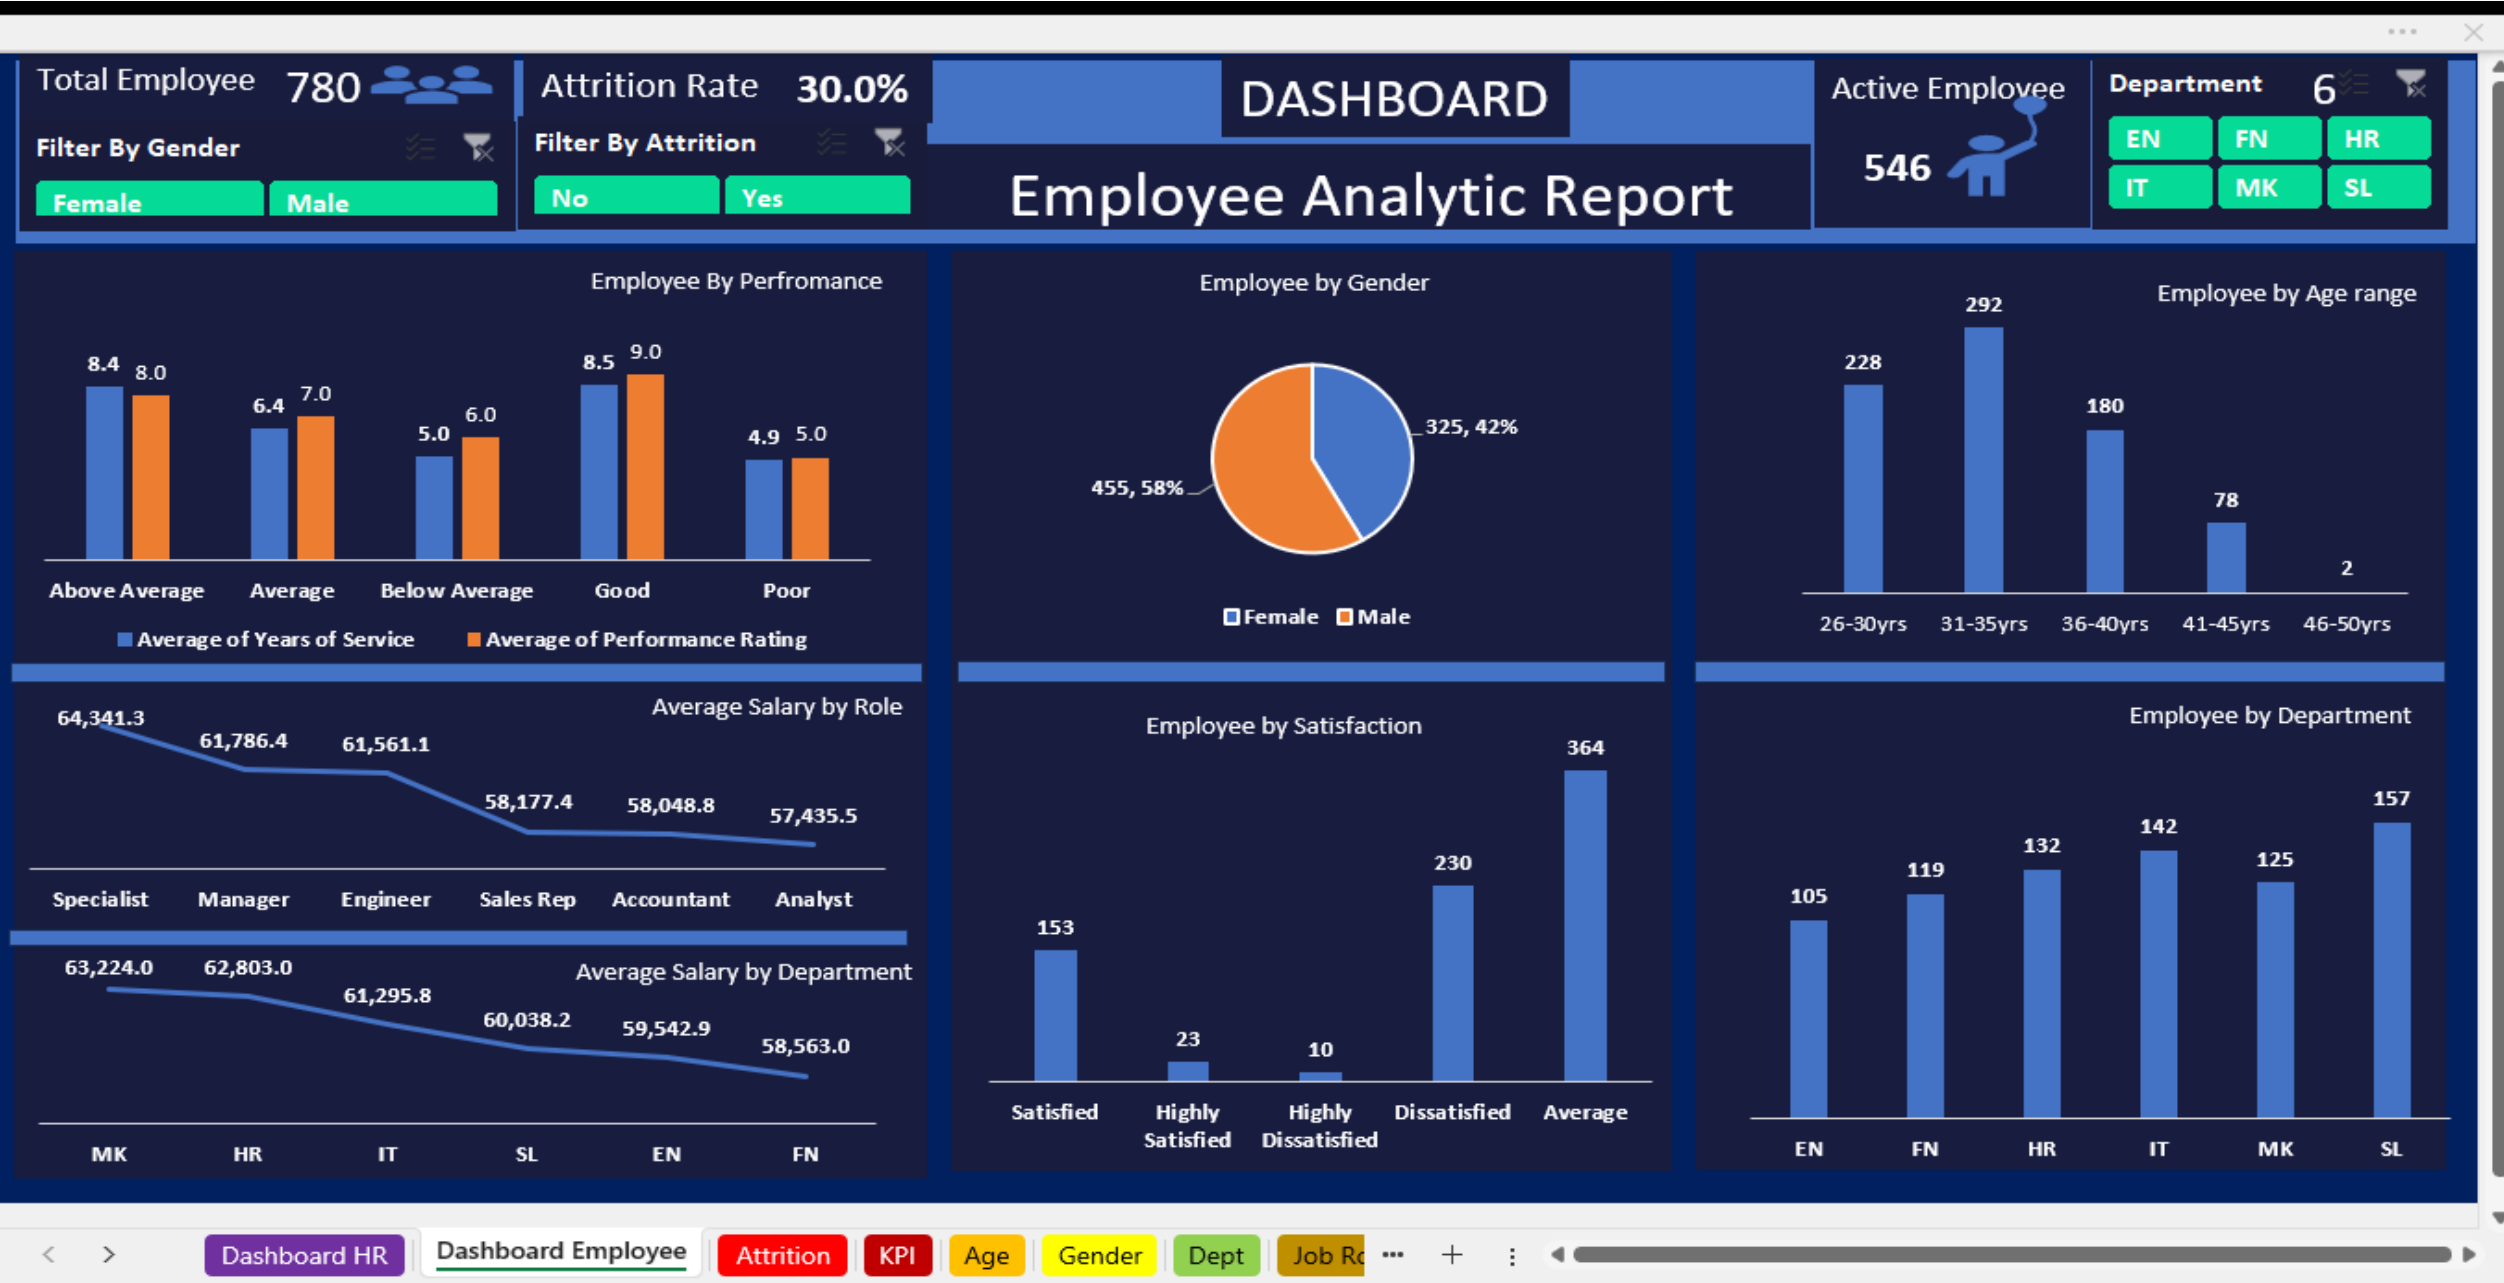 Total Employee 780
Attrition Rate 30.0%
DASHBOARD
Active Employee
Department 6
Filter By Gender
Filter By Attrition
Female Male
No Yes
Employee Analytic Report
546
EN FN HR
IT MK SL
Employee By Perfromance
8.4 8.0
6.4 7.0
5.0 6.0
8.5 9.0
4.9 5.0
Above Average Average Below Average Good Poor
Average of Years of Service Average of Performance Rating
Employee by Gender
325, 42%
455, 58%
Female Male
Employee by Age range
228 292 180 78 2
26-30yrs 31-35yrs 36-40yrs 41-45yrs 46-50yrs
Average Salary by Role
64,341.3 61,786.4 61,561.1 58,177.4 58,048.8 57,435.5
Specialist Manager Engineer Sales Rep Accountant Analyst
Average Salary by Department
63,224.0 62,803.0 61,295.8 60,038.2 59,542.9 58,563.0
MK HR IT SL EN FN
Employee by Satisfaction
153 23 10 230 364
Satisfied Highly Satisfied Highly Dissatisfied Dissatisfied Average
Employee by Department
105 119 132 142 125 157
EN FN HR IT MK SL
Dashboard HR Dashboard Employee Attrition KPI Age Gender Dept Job Ro